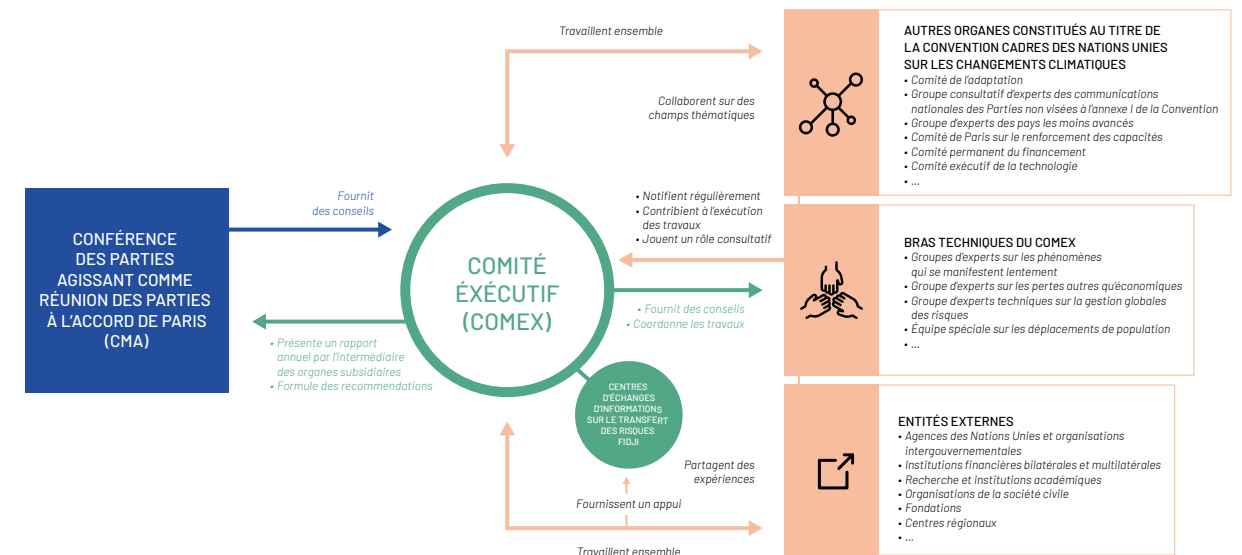 CONFÉRENCE
DES PARTIES
AGISSANT COMME
RÉUNION DES PARTIES
À L'ACCORD DE PARIS
(CMA)
Fournit
des conseils
• Présente un rapport
annuel par l'intermédiaire
des organes subsidiaires
• Formule des recommendations
COMITÉ
ÉXÉCUTIF
(COMEX)
Travaillent ensemble
Collaborent sur des
champs thématiques
• Notifient régulièrement
• Contribient à l'exécution
des travaux
• Jouent un rôle consultatif
• Fournit des conseils
• Coordonne les travaux
CENTRES
D'ÉCHANGES
D'INFORMATIONS
SUR LE TRANSFERT
DES RISQUES
FIDJI
Partagent des
expériences
Fournissent un appui
Travaillent ensemble
AUTRES ORGANES CONSTITUÉS AU TITRE DE
LA CONVENTION CADRES DES NATIONS UNIES
SUR LES CHANGEMENTS CLIMATIQUES
• Comité de l'adaptation
• Groupe consultatif d'experts des communications
nationales des Parties non visées à l'annexe I de la Convention
• Groupe d'experts des pays les moins avancés
• Comité de Paris sur le renforcement des capacités
• Comité permanent du financement
• Comité exécutif de la technologie
• ...
BRAS TECHNIQUES DU COMEX
• Groupes d'experts sur les phénomènes
qui se manifestent lentement
• Groupe d'experts sur les pertes autres qu'économiques
• Groupe d'experts techniques sur la gestion globales
des risques
• Équipe spéciale sur les déplacements de population
• ...
ENTITÉS EXTERNES
• Agences des Nations Unies et organisations
intergouvernementales
• Institutions financières bilatérales et multilatérales
• Recherche et institutions académiques
• Organisations de la société civile
• Fondations
• Centres régionaux
• ...